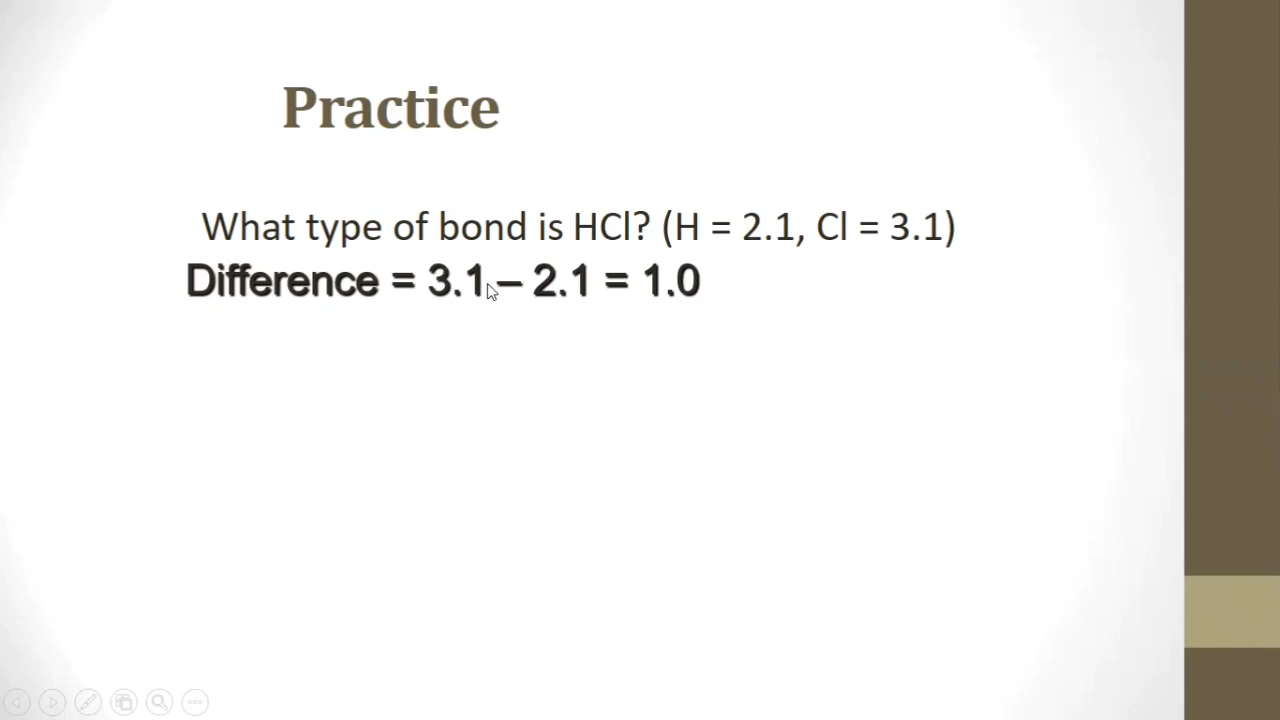 Practice
What type of bond is HCl? (H = 2.1, Cl = 3.1)
Difference = 3.1 – 2.1 = 1.0